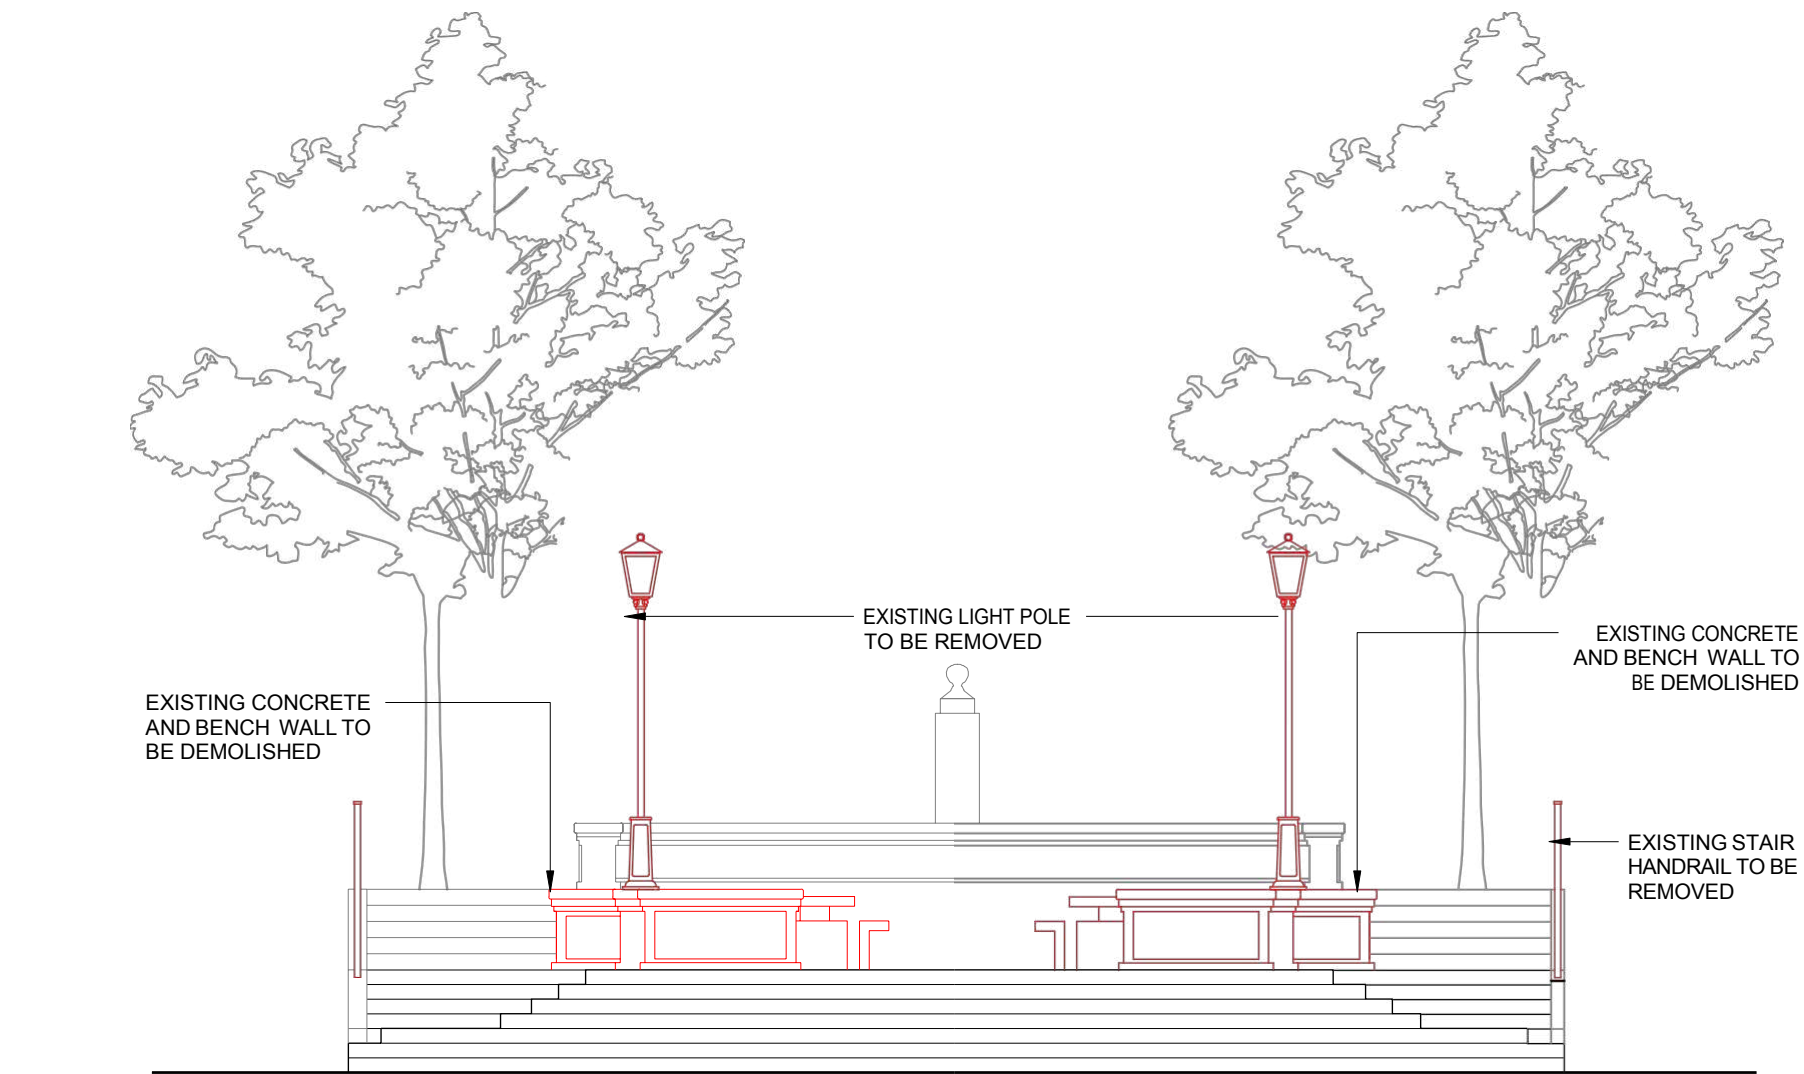 EXISTING LIGHT POLE
TO BE REMOVED
EXISTING CONCRETE
AND BENCH WALL TO
BE DEMOLISHED
EXISTING CONCRETE
AND BENCH WALL TO
BE DEMOLISHED
EXISTING STAIR
HANDRAIL TO BE
REMOVED